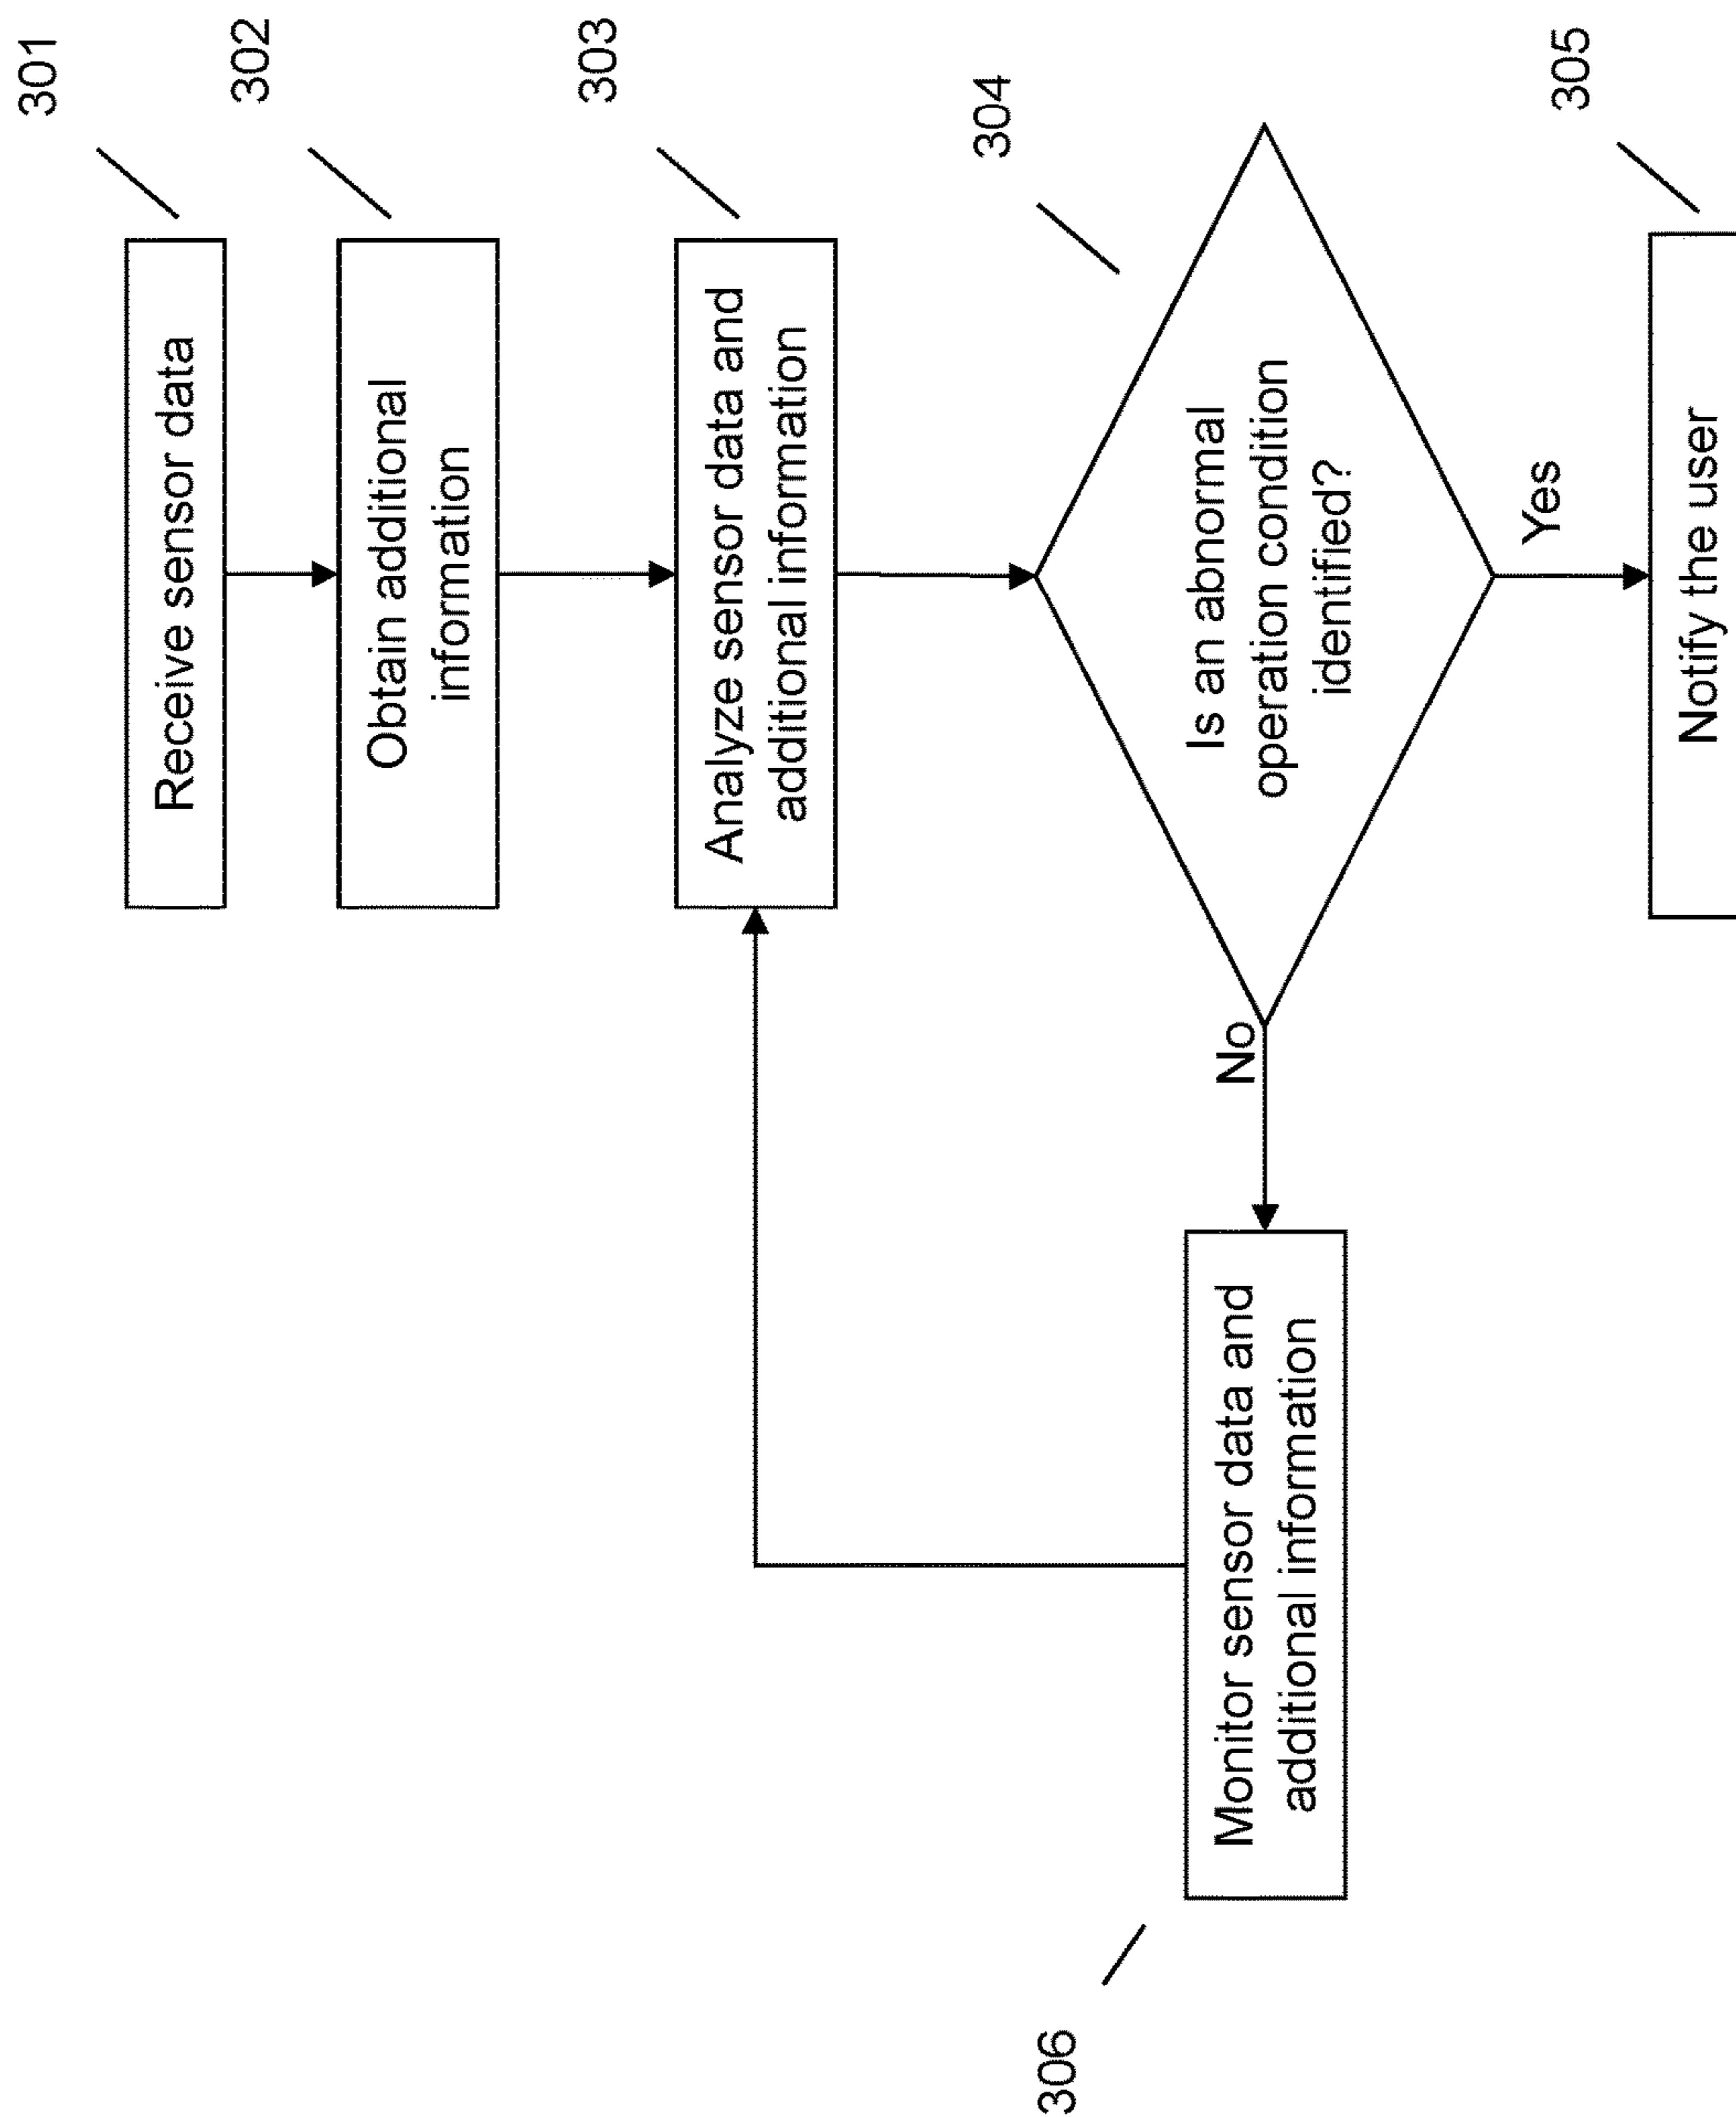 301
Receive sensor data
302
Obtain additional
information
303
Analyze sensor data and
additional information
304
Is an abnormal
operation condition
identified?
No
Yes
306
Monitor sensor data and
additional information
305
Notify the user